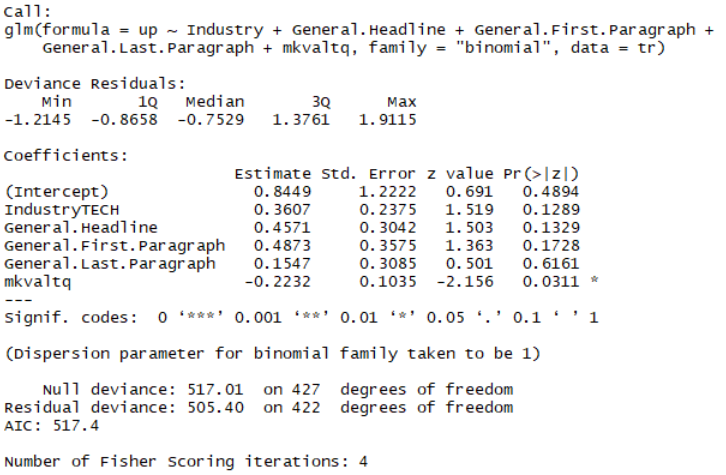 Call:
glm(formula = up ~ Industry + General.Headline + General.First.Paragraph +
    General.Last.Paragraph + mkvaltq, family = "binomial", data = tr)

Deviance Residuals:
    Min       1Q   Median       3Q      Max
-1.2145  -0.8658  -0.7529   1.3761   1.9115

Coefficients:
                        Estimate Std. Error z value Pr(>|z|)
(Intercept)               0.8449     1.2222   0.691   0.4894
IndustryTECH              0.3607     0.2375   1.519   0.1289
General.Headline          0.4571     0.3042   1.503   0.1329
General.First.Paragraph   0.4873     0.3575   1.363   0.1728
General.Last.Paragraph    0.1547     0.3085   0.501   0.6161
mkvaltq                  -0.2232     0.1035  -2.156   0.0311 *
---
Signif. codes:  0 ‘***’ 0.001 ‘**’ 0.01 ‘*’ 0.05 ‘.’ 0.1 ‘ ’ 1

(Dispersion parameter for binomial family taken to be 1)

    Null deviance: 517.01  on 427  degrees of freedom
Residual deviance: 505.40  on 422  degrees of freedom
AIC: 517.4

Number of Fisher Scoring iterations: 4